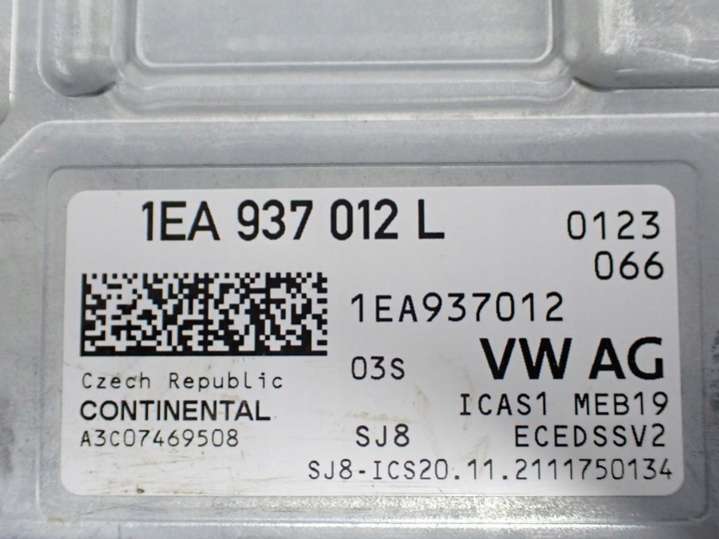 1EA 937 012 L 0123
066
1EA937012
03S VW AG
Czech Republic
CONTINENTAL ICAS1 MEB19
A3C07469508 SJ8 ECEDSSV2
SJ8-ICS20.11.2111750134